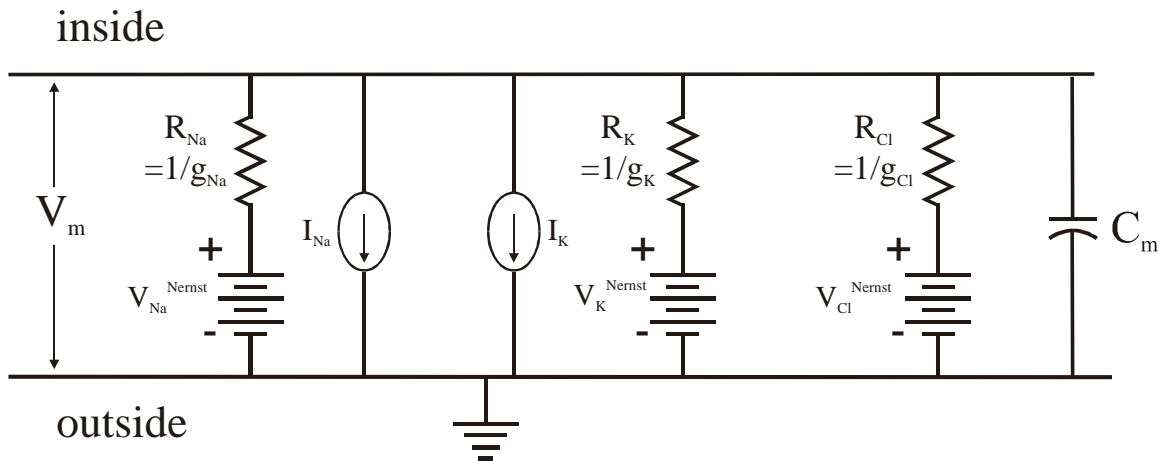 inside
R_Na
=1/g_Na
R_K
=1/g_K
R_Cl
=1/g_Cl
V_m
I_Na
I_K
C_m
+
+
+
V_Na^Nernst
V_K^Nernst
V_Cl^Nernst
-
-
-
outside